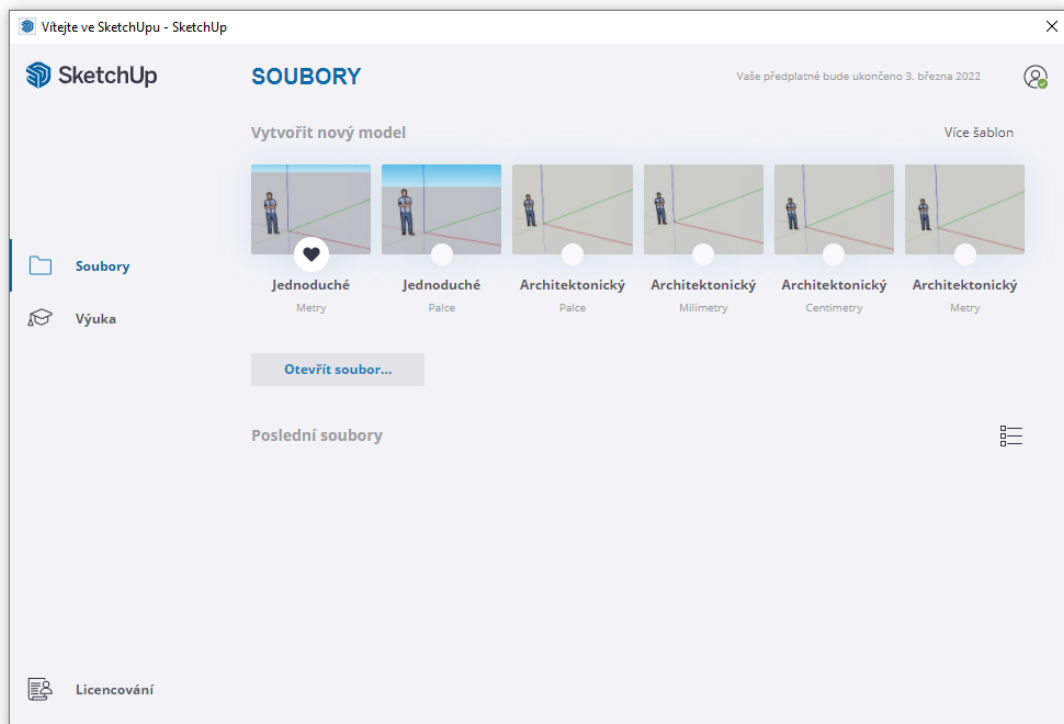 Vítejte ve SketchUpu - SketchUp
SketchUp
SOUBORY
Vaše předplatné bude ukončeno 3. března 2022
Vytvořit nový model
Více šablon
Jednoduché
Metry
Jednoduché
Palce
Architektonický
Palce
Architektonický
Milimetry
Architektonický
Centimetry
Architektonický
Metry
Soubory
Výuka
Otevřít soubor...
Poslední soubory
Licencování